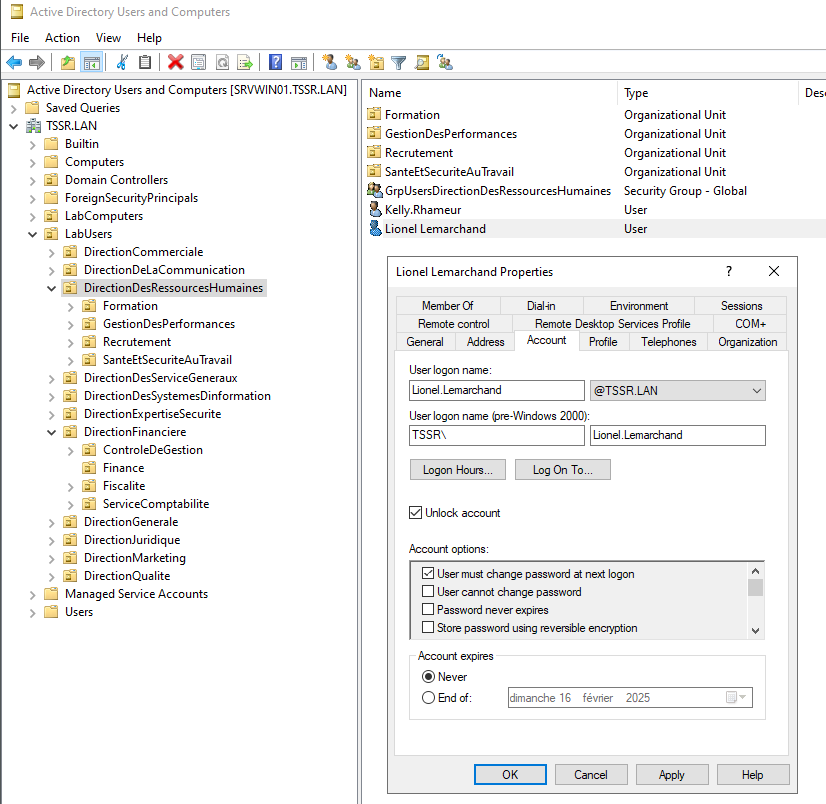 Active Directory Users and Computers
File Action View Help
Active Directory Users and Computers [SRVWIN01.TSSR.LAN]
Saved Queries
TSSR.LAN
Builtin
Computers
Domain Controllers
ForeignSecurityPrincipals
LabComputers
LabUsers
DirectionCommerciale
DirectionDeLaCommunication
DirectionDesRessourcesHumaines
Formation
GestionDesPerformances
Recrutement
SanteEtSecuriteAuTravail
DirectionDesServiceGeneraux
DirectionDesSystemesDinformation
DirectionExpertiseSecurite
DirectionFinanciere
ControleDeGestion
Finance
Fiscalite
ServiceComptabilite
DirectionGenerale
DirectionJuridique
DirectionMarketing
DirectionQualite
Managed Service Accounts
Users
Name Type Desc
Formation Organizational Unit
GestionDesPerformances Organizational Unit
Recrutement Organizational Unit
SanteEtSecuriteAuTravail Organizational Unit
GrpUsersDirectionDesRessourcesHumaines Security Group - Global
Kelly.Rhameur User
Lionel Lemarchand User
Lionel Lemarchand Properties ?
Member Of Dial-in Environment Sessions
Remote control Remote Desktop Services Profile COM+
General Address Account Profile Telephones Organization
User logon name:
Lionel.Lemarchand @TSSR.LAN
User logon name (pre-Windows 2000):
TSSR\ Lionel.Lemarchand
Logon Hours... Log On To...
Unlock account
Account options:
User must change password at next logon
User cannot change password
Password never expires
Store password using reversible encryption
Account expires
Never
End of: dimanche 16 février 2025
OK Cancel Apply Help